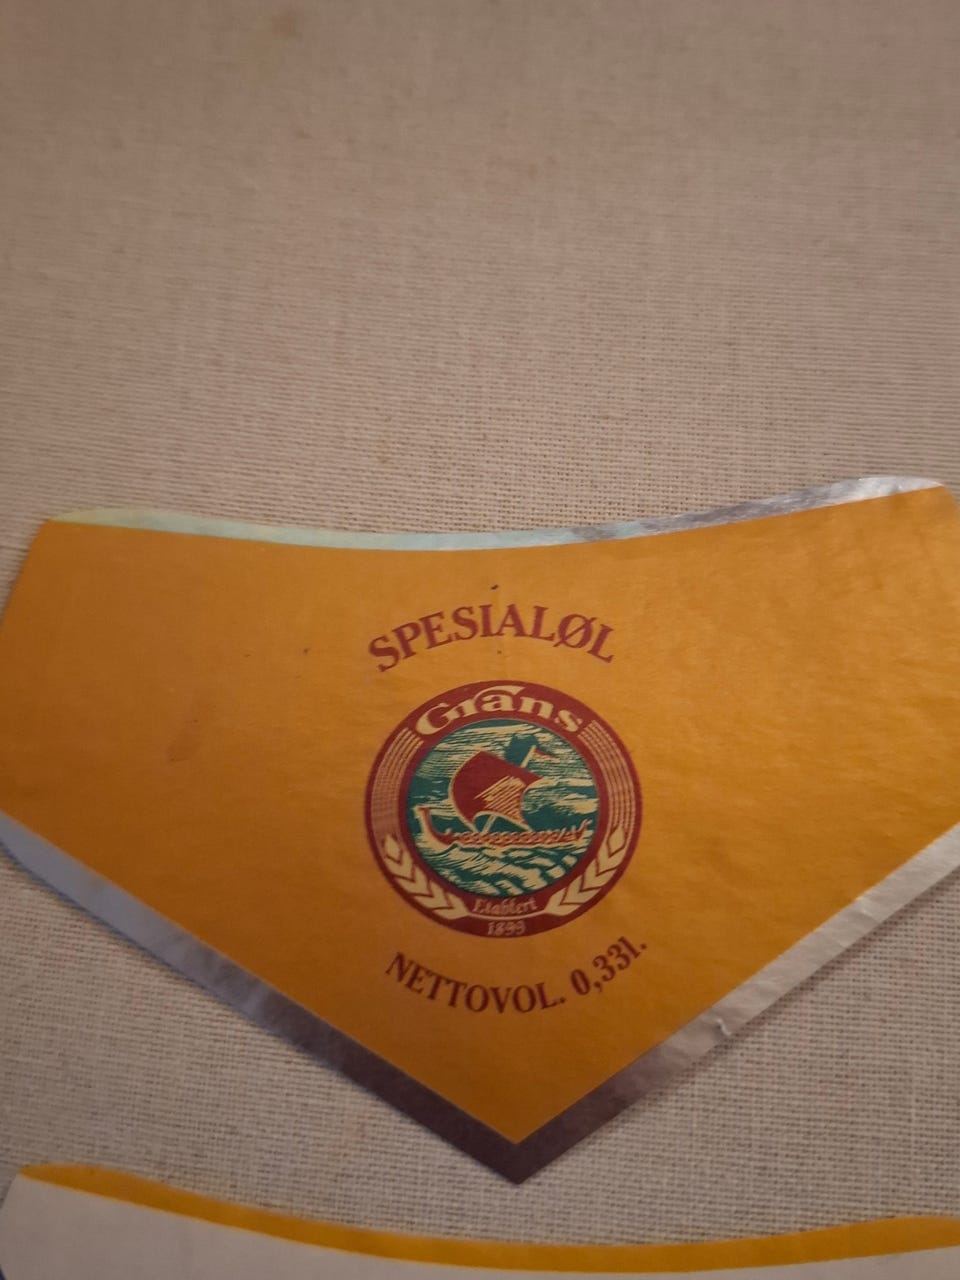 SPESIALØL
Grans
Etablert
1899
NETTOVOL. 0,33l.